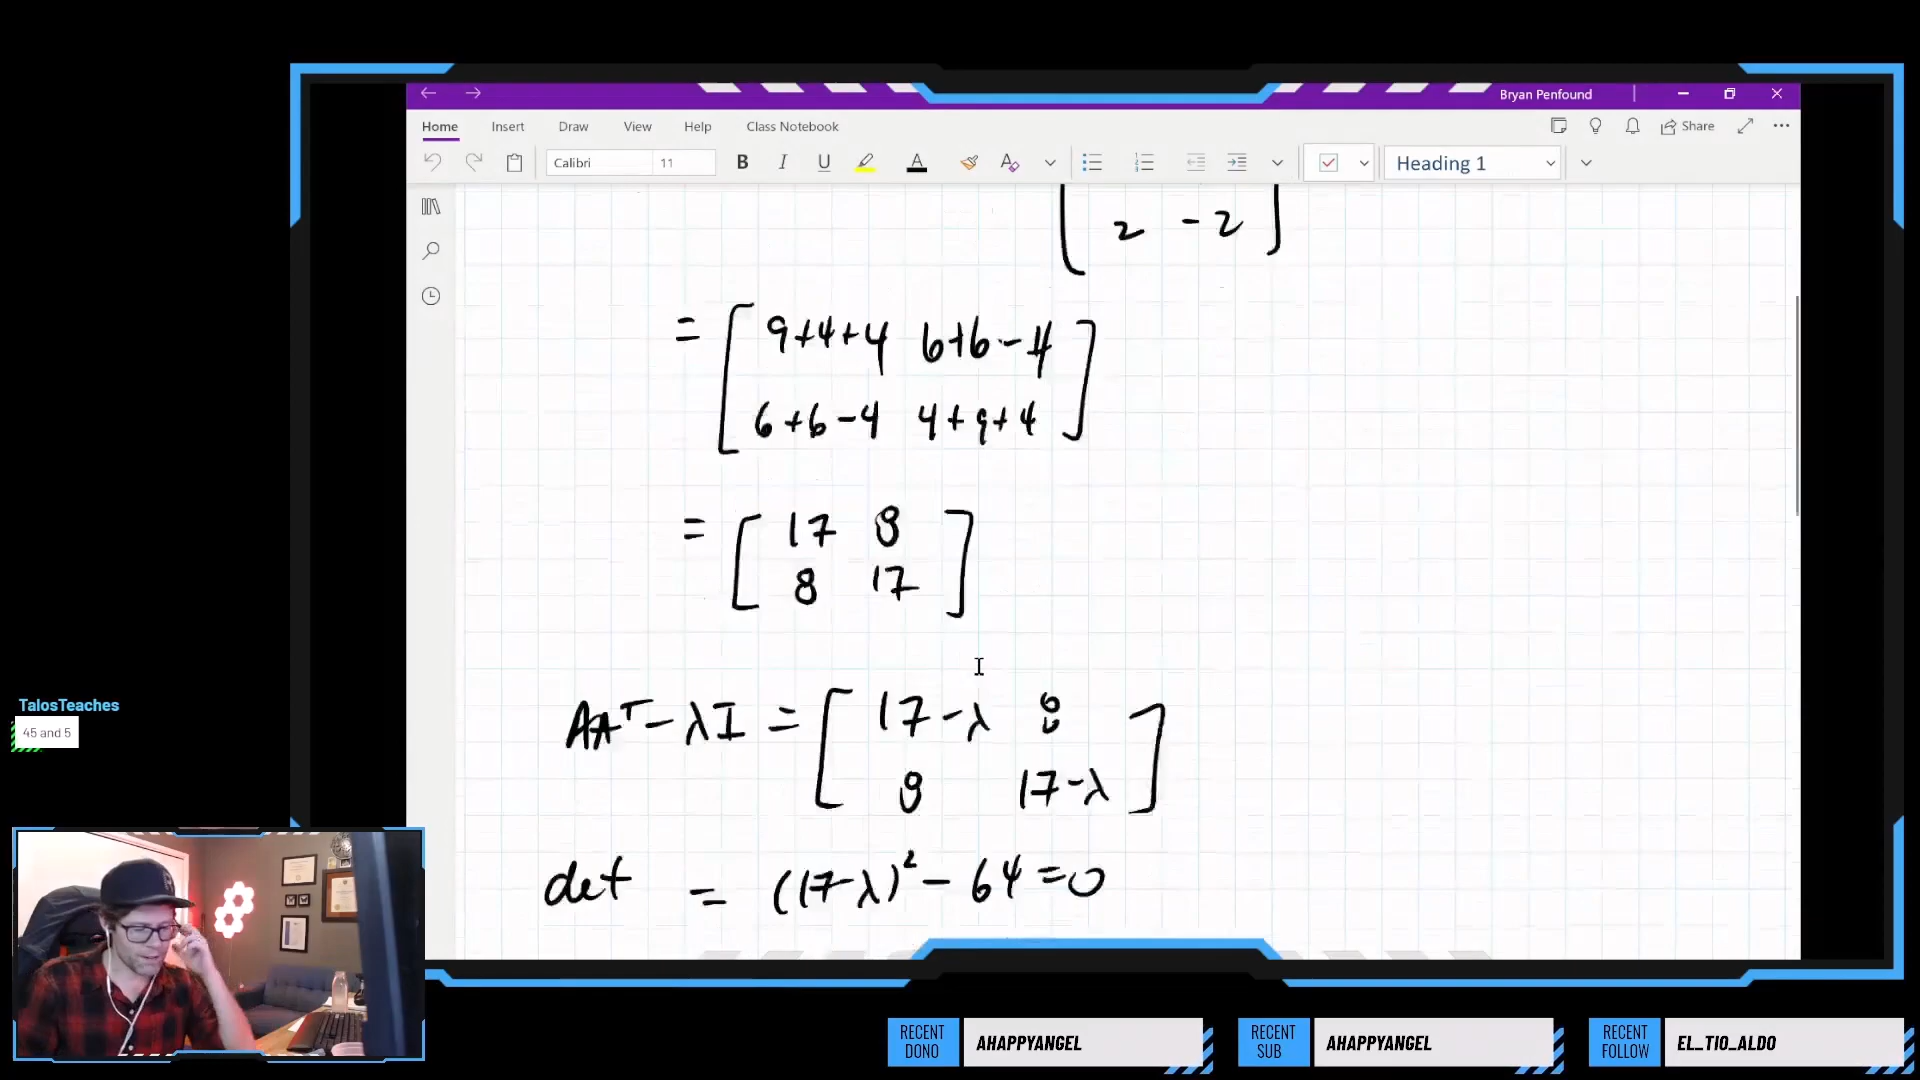 Bryan Penfound
Home Insert Draw View Help Class Notebook Share
Calibri 11 B I U A A Heading 1
2 -2
= [ 9+4+4 6+6-4 ]
[ 6+6-4 4+9+4 ]
= [ 17 8 ]
[ 8 17 ]
AAᵀ - λI = [ 17-λ 8 ]
[ 8 17-λ ]
det = (17-λ)² - 64 = 0
TalosTeaches
45 and 5
RECENT DONO AHAPPYANGEL
RECENT SUB AHAPPYANGEL
RECENT FOLLOW EL_TIO_ALDO